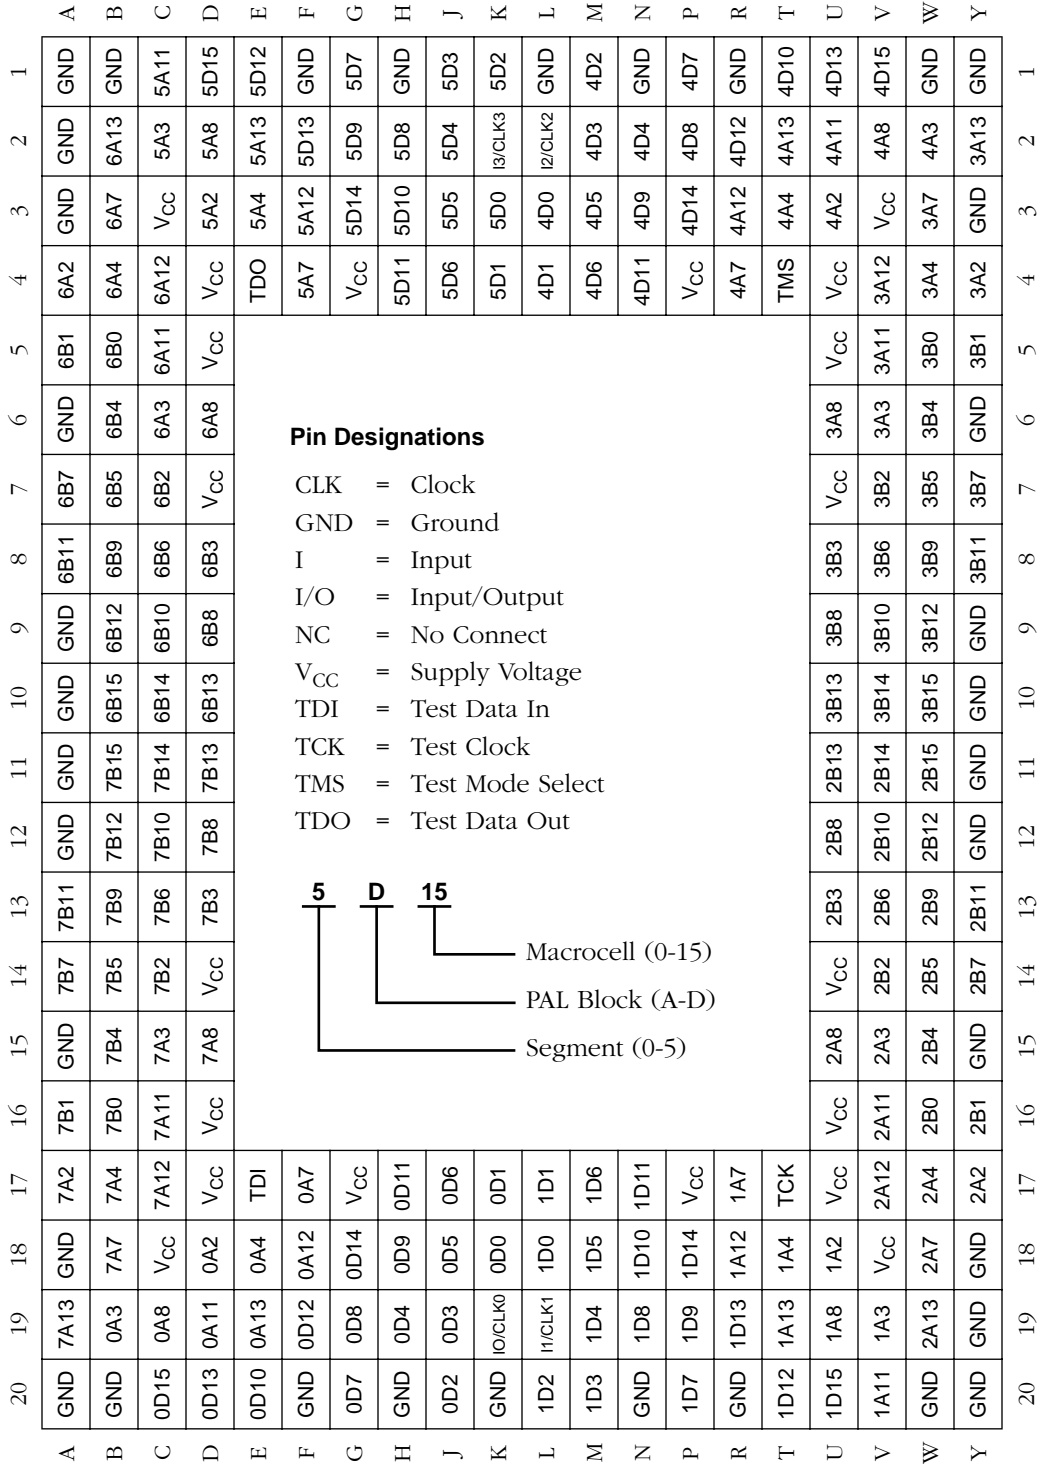 A B C D E F G H J K L M N P R T U V W Y
1 GND GND 5A11 5D15 5D12 GND 5D7 GND 5D3 5D2 GND 4D2 GND 4D7 GND 4D10 4D13 4D15 GND GND 1
2 GND 6A13 5A3 5A8 5A13 5D13 5D9 5D8 5D4 I3/CLK3 I2/CLK2 4D3 4D4 4D8 4D12 4A13 4A11 4A8 4A3 3A13 2
3 GND 6A7 VCC 5A2 5A4 5A12 5D14 5D10 5D5 5D0 4D0 4D5 4D9 4D14 4A12 4A4 4A2 VCC 3A7 GND 3
4 6A2 6A4 6A12 VCC TDO 5A7 VCC 5D11 5D6 5D1 4D1 4D6 4D11 VCC 4A7 TMS VCC 3A12 3A4 3A2 4
5 6B1 6B0 6A11 VCC VCC 3A11 3B0 3B1 5
6 GND 6B4 6A3 6A8 3A8 3A3 3B4 GND 6
7 6B7 6B5 6B2 VCC VCC 3B2 3B5 3B7 7
8 6B11 6B9 6B6 6B3 3B3 3B6 3B9 3B11 8
9 GND 6B12 6B10 6B8 3B8 3B10 3B12 GND 9
10 GND 6B15 6B14 6B13 3B13 3B14 3B15 GND 10
11 GND 7B15 7B14 7B13 2B13 2B14 2B15 GND 11
12 GND 7B12 7B10 7B8 2B8 2B10 2B12 GND 12
13 7B11 7B9 7B6 7B3 2B3 2B6 2B9 2B11 13
14 7B7 7B5 7B2 VCC VCC 2B2 2B5 2B7 14
15 GND 7B4 7A3 7A8 2A8 2A3 2B4 GND 15
16 7B1 7B0 7A11 VCC VCC 2A11 2B0 2B1 16
Pin Designations
CLK = Clock
GND = Ground
I = Input
I/O = Input/Output
NC = No Connect
VCC = Supply Voltage
TDI = Test Data In
TCK = Test Clock
TMS = Test Mode Select
TDO = Test Data Out
5 D 15
Macrocell (0-15)
PAL Block (A-D)
Segment (0-5)
17 7A2 7A4 7A12 VCC TDI 0A7 VCC 0D11 0D6 0D1 1D1 1D6 1D11 VCC 1A7 TCK VCC 2A12 2A4 2A2 17
18 GND 7A7 VCC 0A2 0A4 0A12 0D14 0D9 0D5 0D0 1D0 1D5 1D10 1D14 1A12 1A4 1A2 VCC 2A7 GND 18
19 7A13 0A3 0A8 0A11 0A13 0D12 0D8 0D4 0D3 IO/CLK0 I1/CLK1 1D4 1D8 1D9 1D13 1A13 1A8 1A3 2A13 GND 19
20 GND GND 0D15 0D13 0D10 GND 0D7 GND 0D2 GND 1D2 1D3 GND 1D7 GND 1D12 1D15 1A11 GND GND 20
A B C D E F G H J K L M N P R T U V W Y